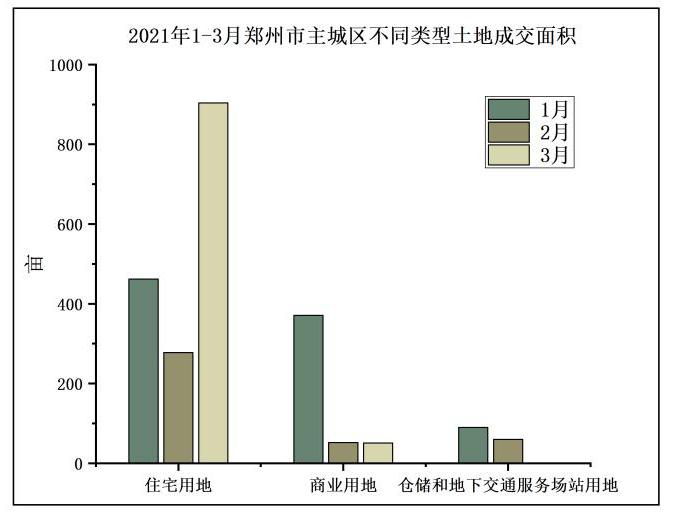 2021年1-3月郑州市主城区不同类型土地成交面积
1000
800
600
400
200
0
亩
1月
2月
3月
住宅用地
商业用地
仓储和地下交通服务场站用地